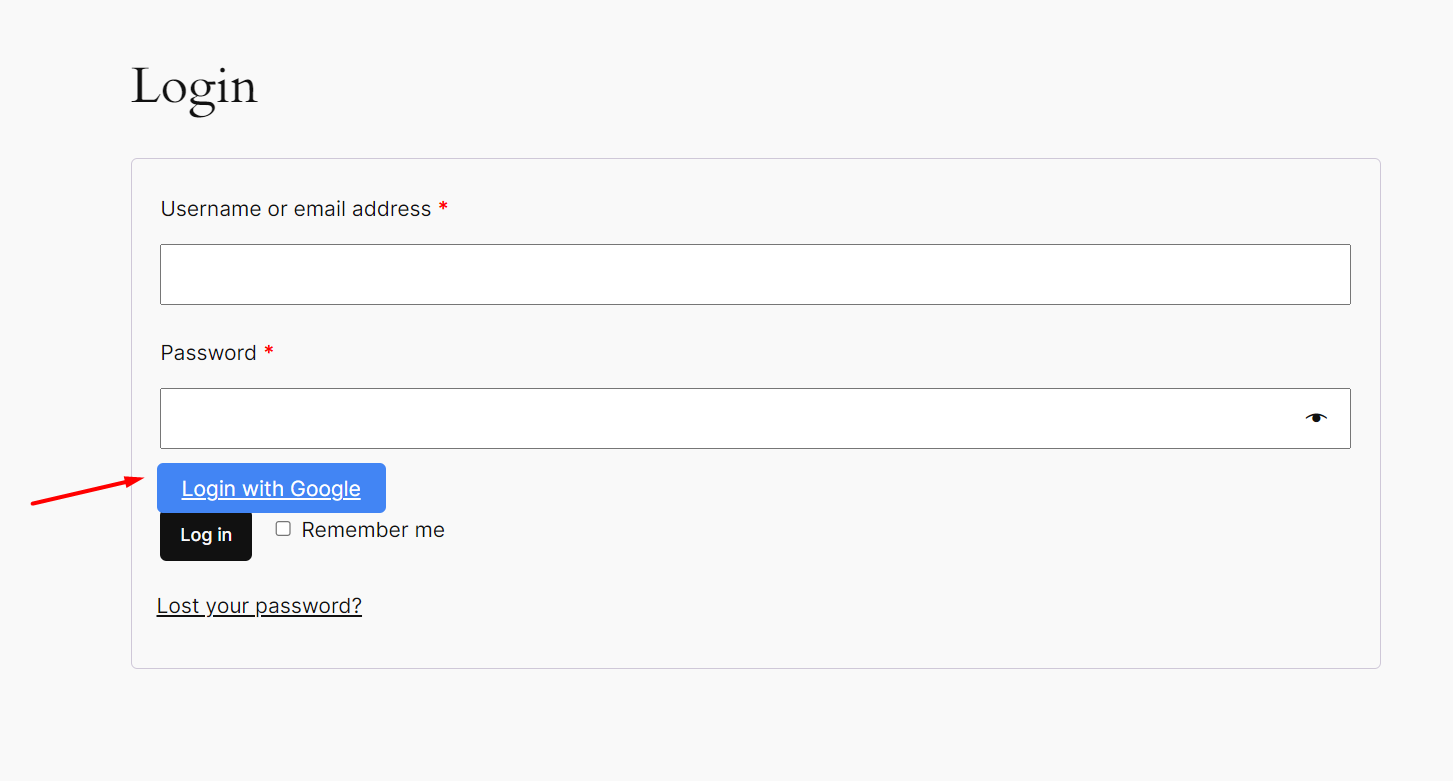 Login
Username or email address *
Password *
Login with Google
Log in Remember me
Lost your password?